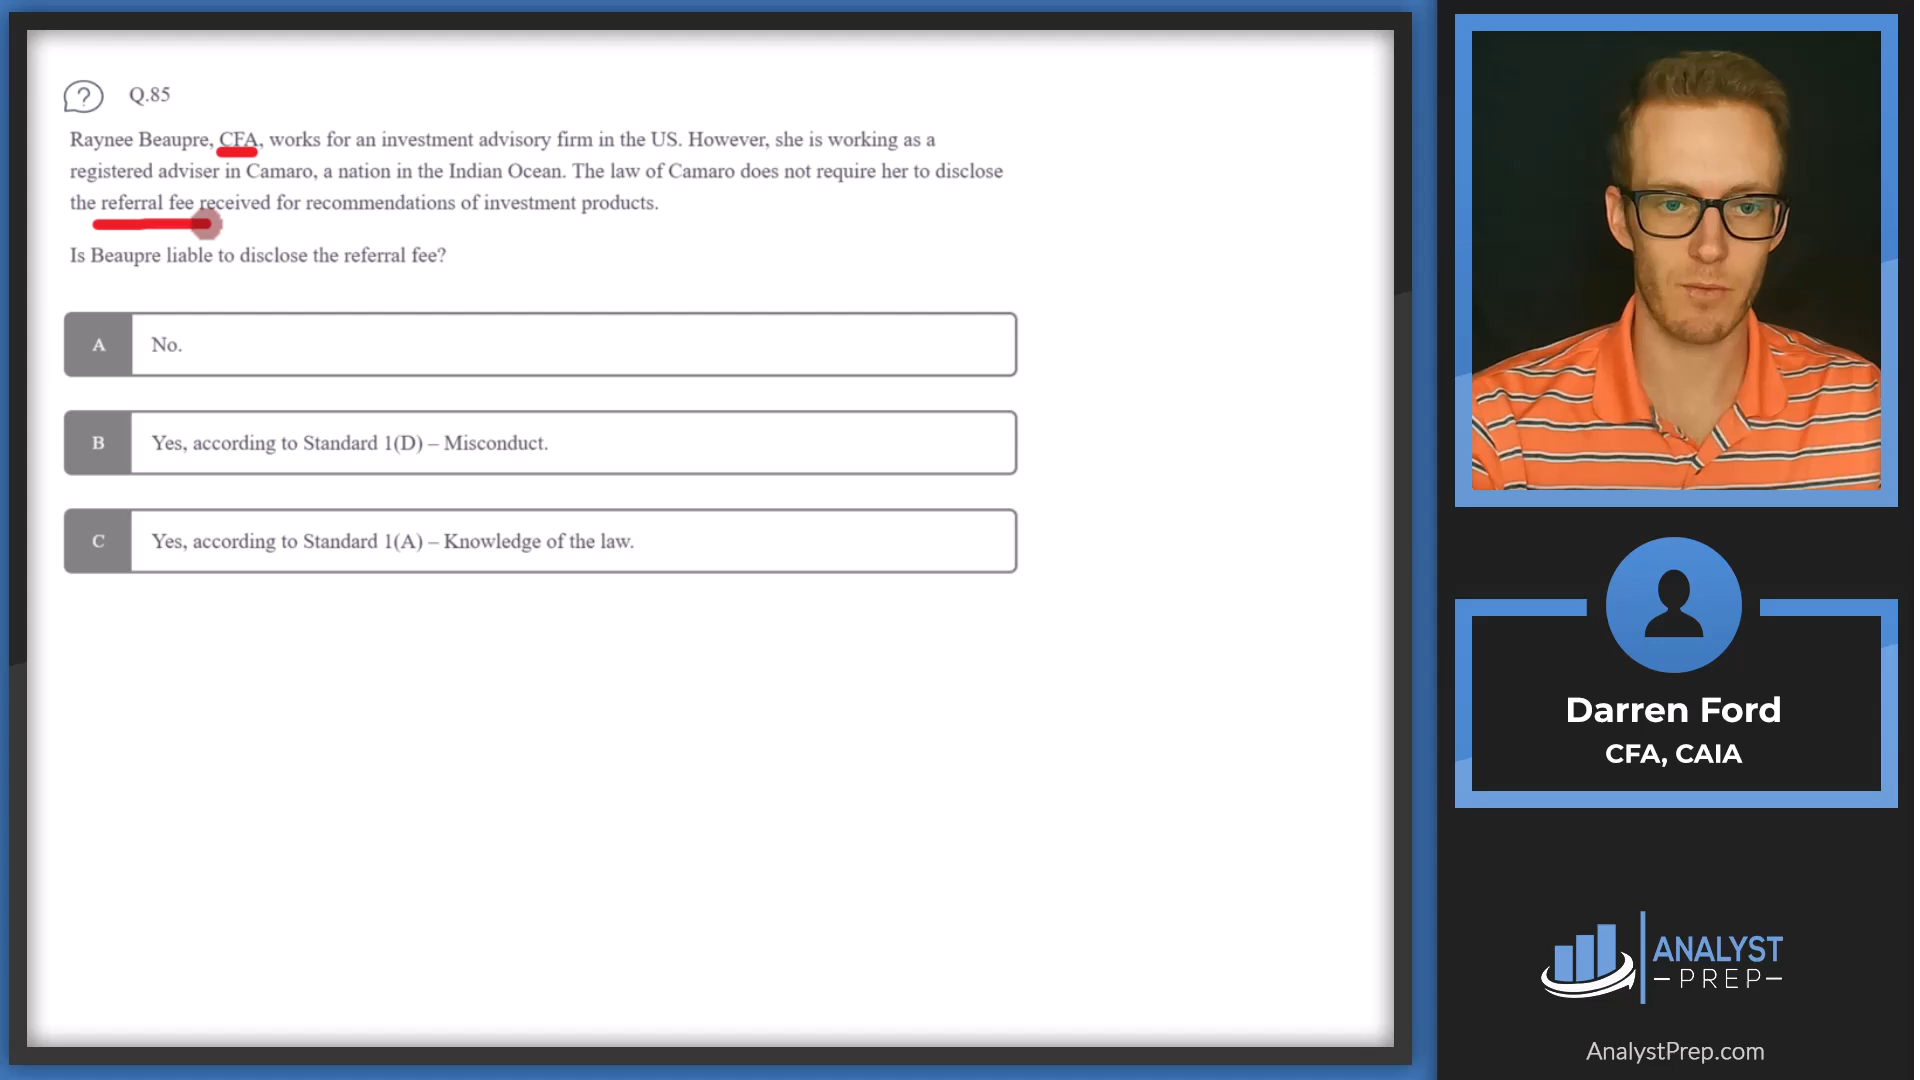 Q.85
Raynee Beaupre, CFA, works for an investment advisory firm in the US. However, she is working as a
registered adviser in Camaro, a nation in the Indian Ocean. The law of Camaro does not require her to disclose
the referral fee received for recommendations of investment products.
Is Beaupre liable to disclose the referral fee?
A No.
B Yes, according to Standard 1(D) – Misconduct.
C Yes, according to Standard 1(A) – Knowledge of the law.
Darren Ford
CFA, CAIA
ANALYST
PREP
AnalystPrep.com